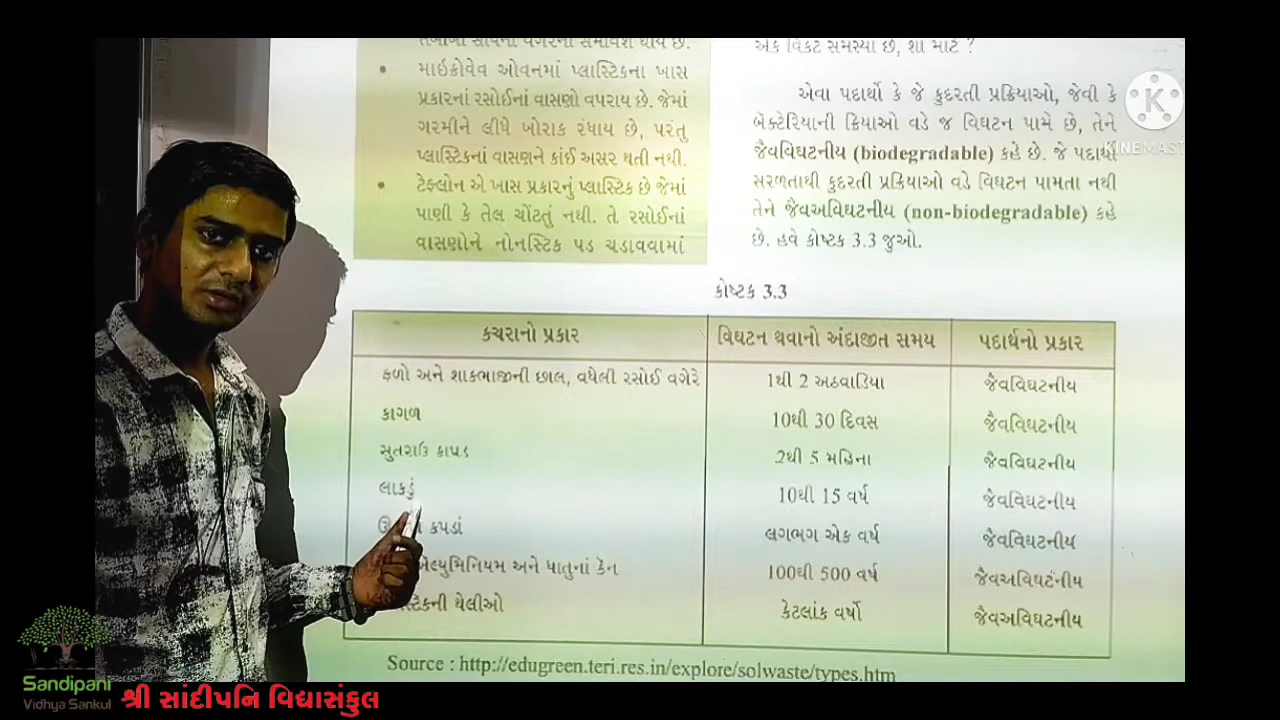 એક વિકટ સમસ્યા છે, શા માટે ?
માઇક્રોવેવ ઓવનમાં પ્લાસ્ટિકના ખાસ
પ્રકારનાં રસોઈનાં વાસણો વપરાય છે. જેમાં
ગરમીને લીધે ખોરાક રંધાય છે, પરંતુ
પ્લાસ્ટિકનાં વાસણને કાંઈ અસર થતી નથી.
ટેફ્લોન એ ખાસ પ્રકારનું પ્લાસ્ટિક છે જેમાં
પાણી કે તેલ ચોંટતું નથી. તે રસોઈનાં
વાસણોને નોનસ્ટિક પડ ચડાવવામાં
એવા પદાર્થો કે જે કુદરતી પ્રક્રિયાઓ, જેવી કે
બૅક્ટેરિયાની ક્રિયાઓ વડે જ વિઘટન પામે છે, તેને
જૈવવિઘટનીય (biodegradable) કહે છે. જે પદાર્થો
સરળતાથી કુદરતી પ્રક્રિયાઓ વડે વિઘટન પામતા નથી
તેને જૈવઅવિઘટનીય (non-biodegradable) કહે
છે. હવે કોષ્ટક 3.3 જુઓ.
KINEMAST
કોષ્ટક 3.3
કચરાનો પ્રકાર વિઘટન થવાનો અંદાજીત સમય પદાર્થનો પ્રકાર
ફળો અને શાકભાજીની છાલ, વધેલી રસોઈ વગેરે 1થી 2 અઠવાડિયા જૈવવિઘટનીય
કાગળ 10થી 30 દિવસ જૈવવિઘટનીય
સુતરાઉ કાપડ 2થી 5 મહિના જૈવવિઘટનીય
લાકડું 10થી 15 વર્ષ જૈવવિઘટનીય
કપડાં લગભગ એક વર્ષ જૈવવિઘટનીય
ઍલ્યુમિનિયમ અને ધાતુનાં કૅન 100થી 500 વર્ષ જૈવઅવિઘટનીય
થેલીઓ કેટલાંક વર્ષો જૈવઅવિઘટનીય
Source : http://edugreen.teri.res.in/explore/solwaste/types.htm
Sandipani
Vidhya Sankul
શ્રી સાંદીપનિ વિદ્યાસંકુલ